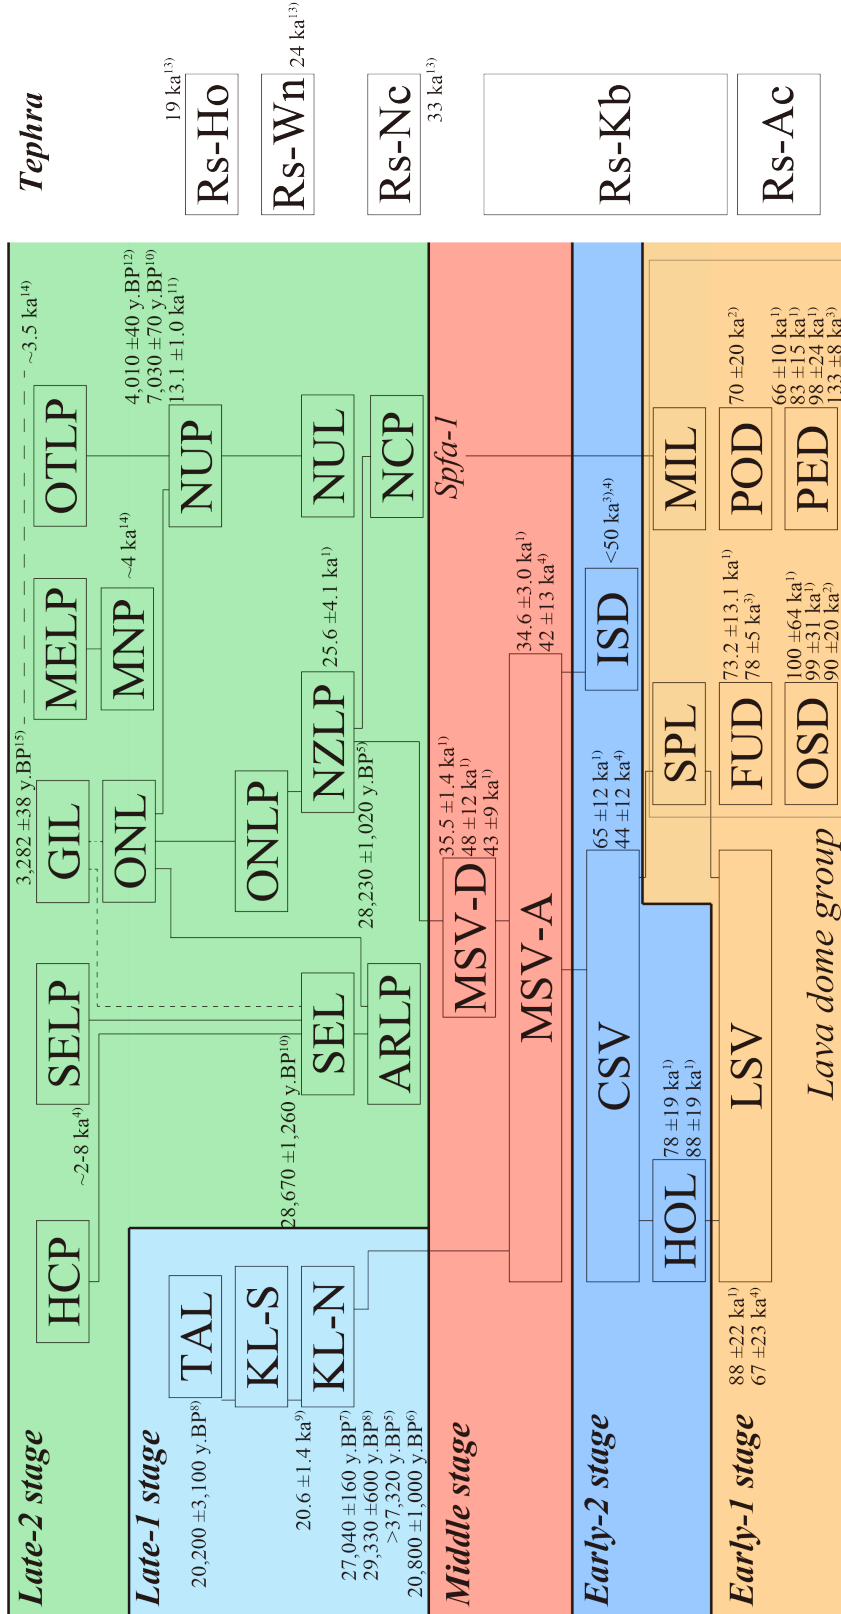 Late-2 stage
HCP
~2-8 ka4)
SELP
3,282 ±38 y.BP15)
GIL
MELP
OTLP
~3.5 ka14)
ONL
MNP
~4 ka14)
Late-1 stage
TAL
20,200 ±3,100 y.BP8)
NUP
4,010 ±40 y.BP12)
7,030 ±70 y.BP10)
13.1 ±1.0 ka11)
KL-S
ONLP
20.6 ±1.4 ka9)
KL-N
28,670 ±1,260 y.BP10)
SEL
NZLP
25.6 ±4.1 ka1)
NUL
27,040 ±160 y.BP7)
29,330 ±600 y.BP8)
>37,320 y.BP5)
20,800 ±1,000 y.BP6)
ARLP
28,230 ±1,020 y.BP5)
NCP
Middle stage
MSV-D
35.5 ±1.4 ka1)
48 ±12 ka1)
43 ±9 ka1)
Spfa-1
MSV-A
34.6 ±3.0 ka1)
42 ±13 ka4)
Early-2 stage
CSV
65 ±12 ka1)
44 ±12 ka4)
ISD
<50 ka3),4)
HOL
78 ±19 ka1)
88 ±19 ka1)
SPL
MIL
Early-1 stage
88 ±22 ka1)
67 ±23 ka4)
LSV
FUD
73.2 ±13.1 ka1)
78 ±5 ka3)
POD
70 ±20 ka2)
Lava dome group
OSD
100 ±64 ka1)
99 ±31 ka1)
90 ±20 ka2)
PED
66 ±10 ka1)
83 ±15 ka1)
98 ±24 ka1)
133 ±8 ka3)
Tephra
19 ka13)
Rs-Ho
Rs-Wn
24 ka13)
Rs-Nc
33 ka13)
Rs-Kb
Rs-Ac